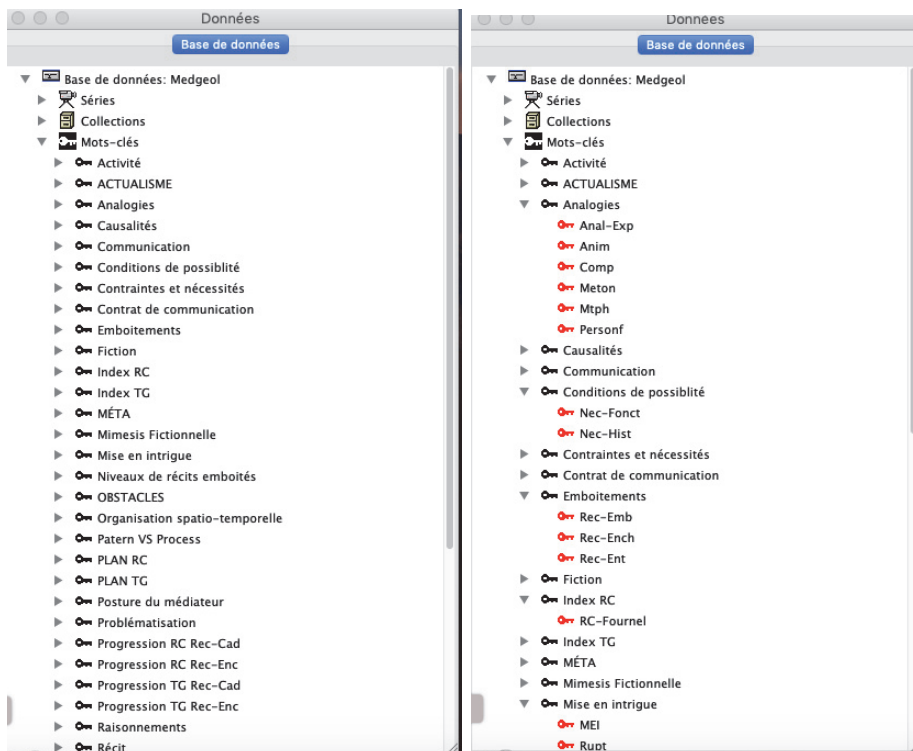 Données
Base de données
Base de données: Medgeol
Séries
Collections
Mots-clés
Activité
ACTUALISME
Analogies
Causalités
Communication
Conditions de possiblité
Contraintes et nécessités
Contrat de communication
Emboitements
Fiction
Index RC
Index TG
MÉTA
Mimesis Fictionnelle
Mise en intrigue
Niveaux de récits emboités
OBSTACLES
Organisation spatio-temporelle
Patern VS Process
PLAN RC
PLAN TG
Posture du médiateur
Problématisation
Progression RC Rec-Cad
Progression RC Rec-Enc
Progression TG Rec-Cad
Progression TG Rec-Enc
Raisonnements
Récit
Données
Base de données
Base de données: Medgeol
Séries
Collections
Mots-clés
Activité
ACTUALISME
Analogies
Anal-Exp
Anim
Comp
Meton
Mtph
Personf
Causalités
Communication
Conditions de possiblité
Nec-Fonct
Nec-Hist
Contraintes et nécessités
Contrat de communication
Emboitements
Rec-Emb
Rec-Ench
Rec-Ent
Fiction
Index RC
RC-Fournel
Index TG
MÉTA
Mimesis Fictionnelle
Mise en intrigue
MEI
Rupt